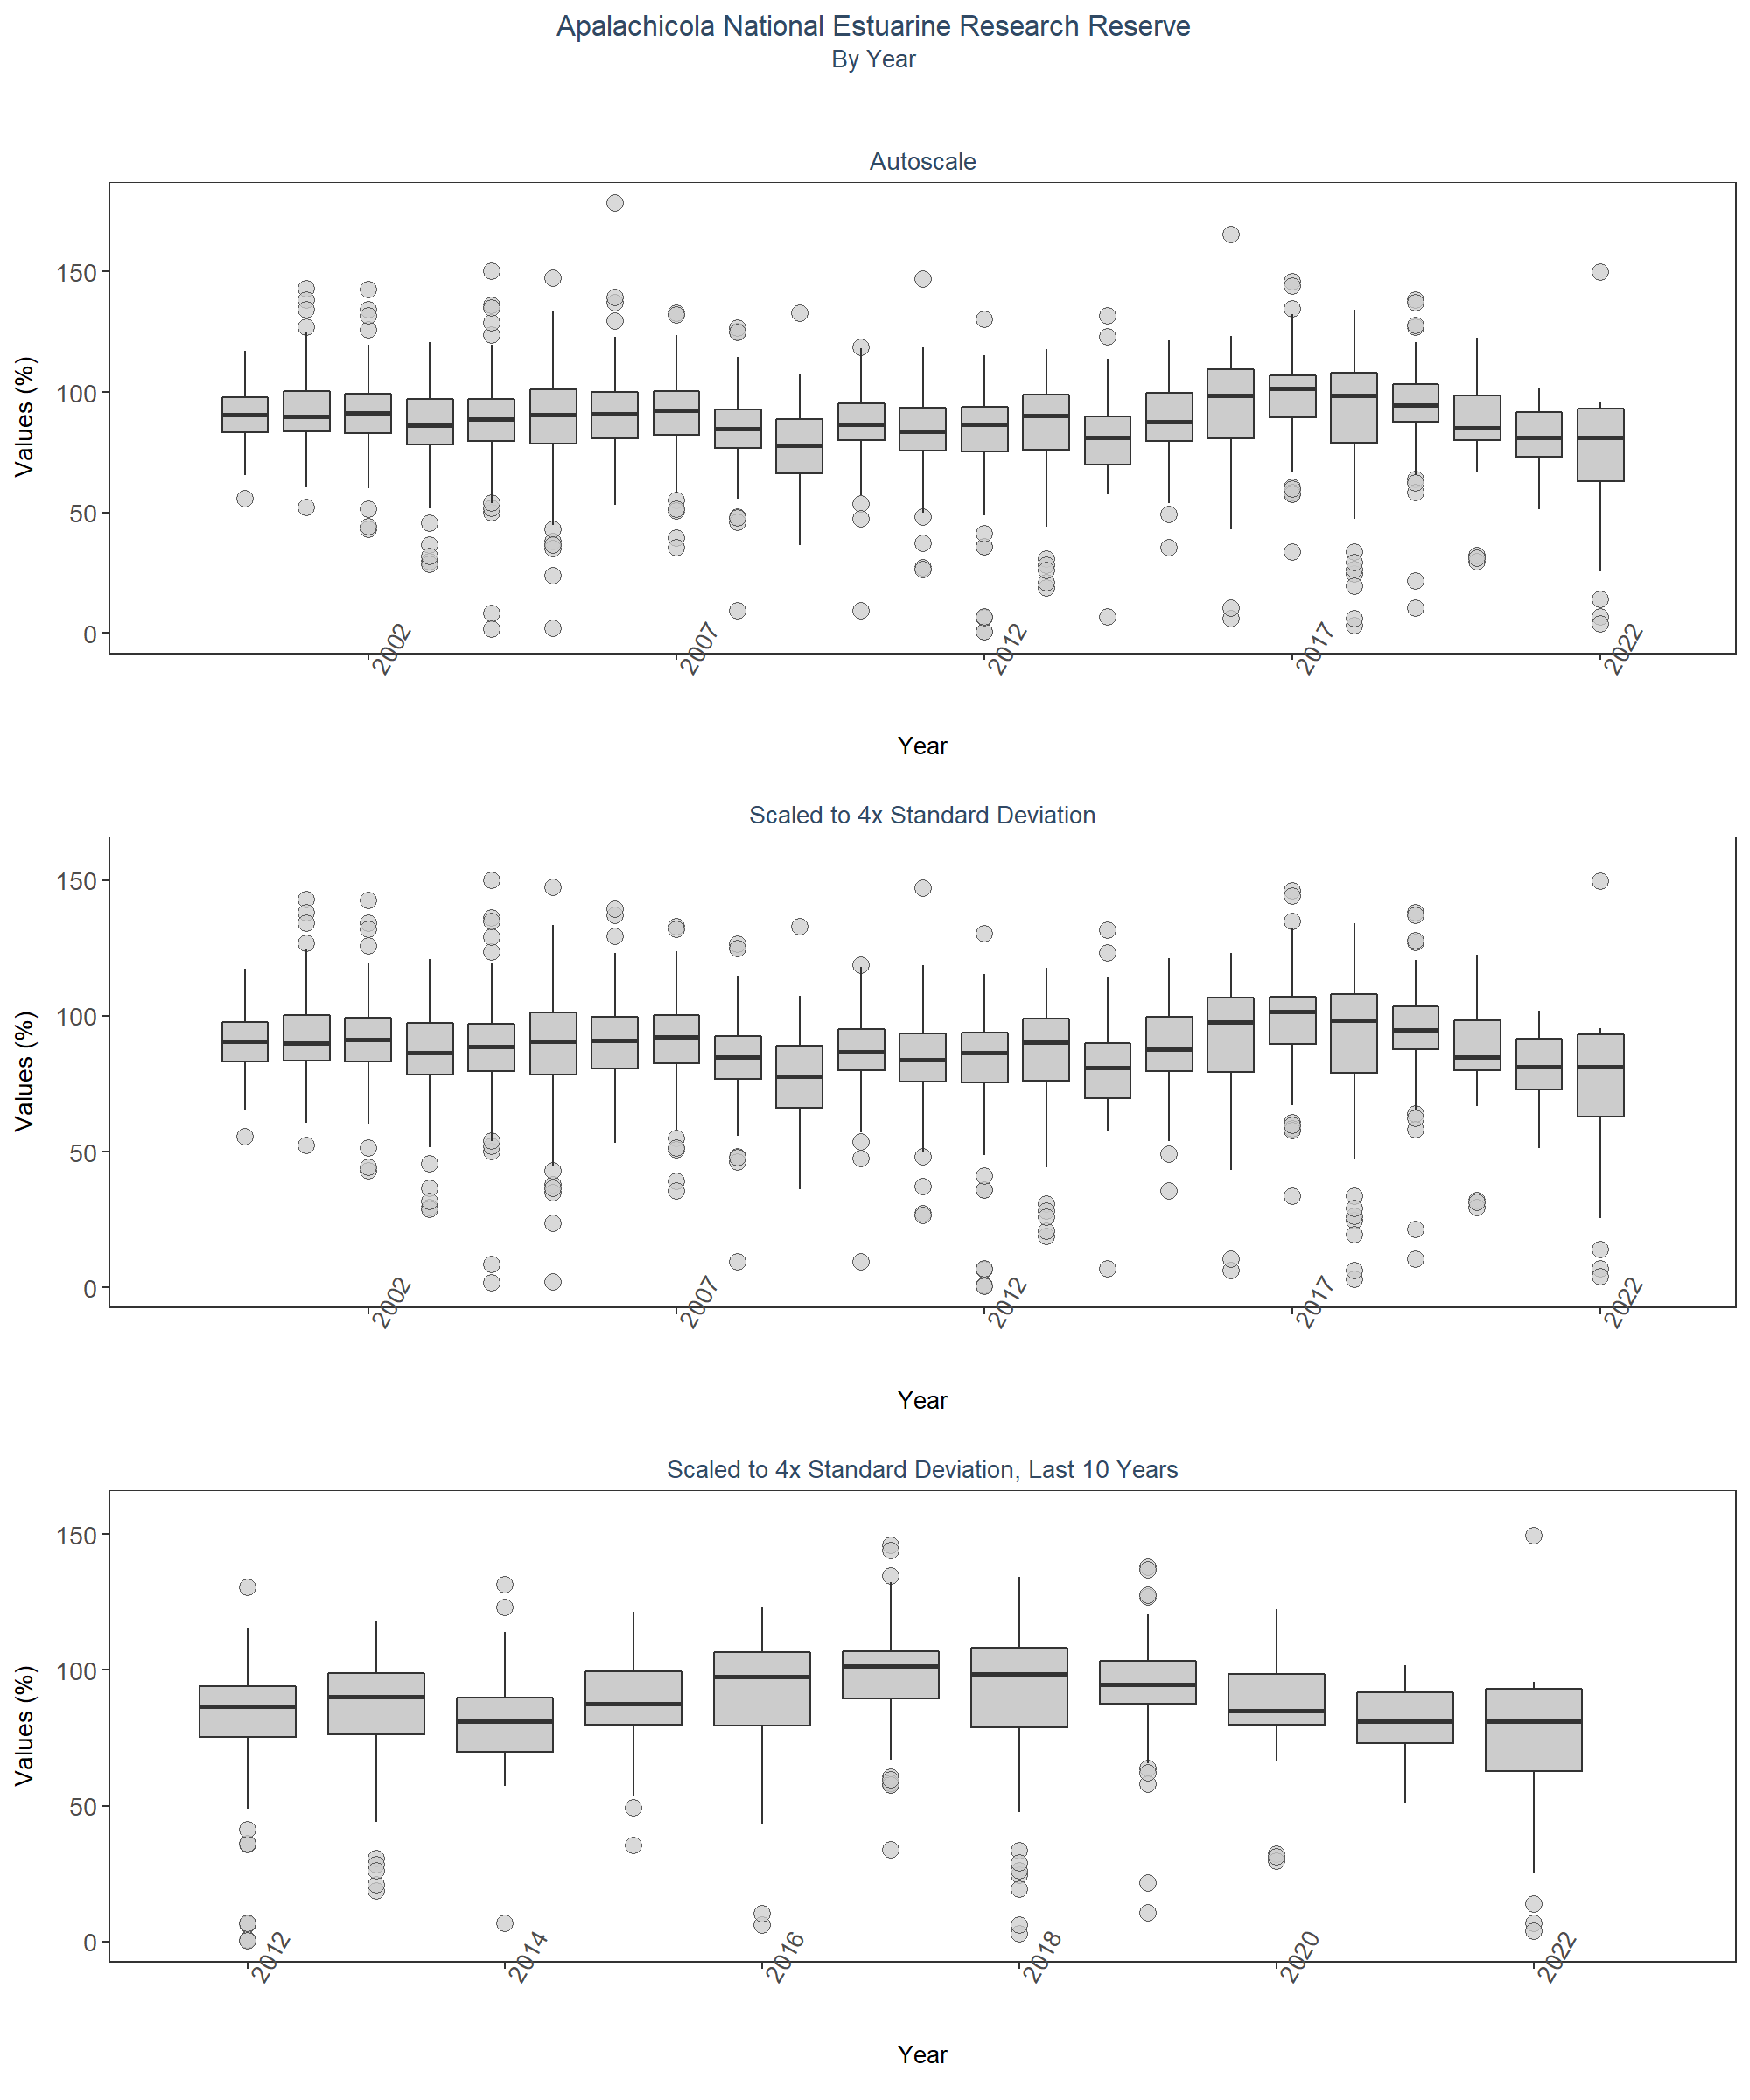 Apalachicola National Estuarine Research Reserve
By Year
Autoscale
Values (%)
150
100
50
0
2002 2007 2012 2017 2022
Year
Scaled to 4x Standard Deviation
Values (%)
150
100
50
0
2002 2007 2012 2017 2022
Year
Scaled to 4x Standard Deviation, Last 10 Years
Values (%)
150
100
50
0
2012 2014 2016 2018 2020 2022
Year